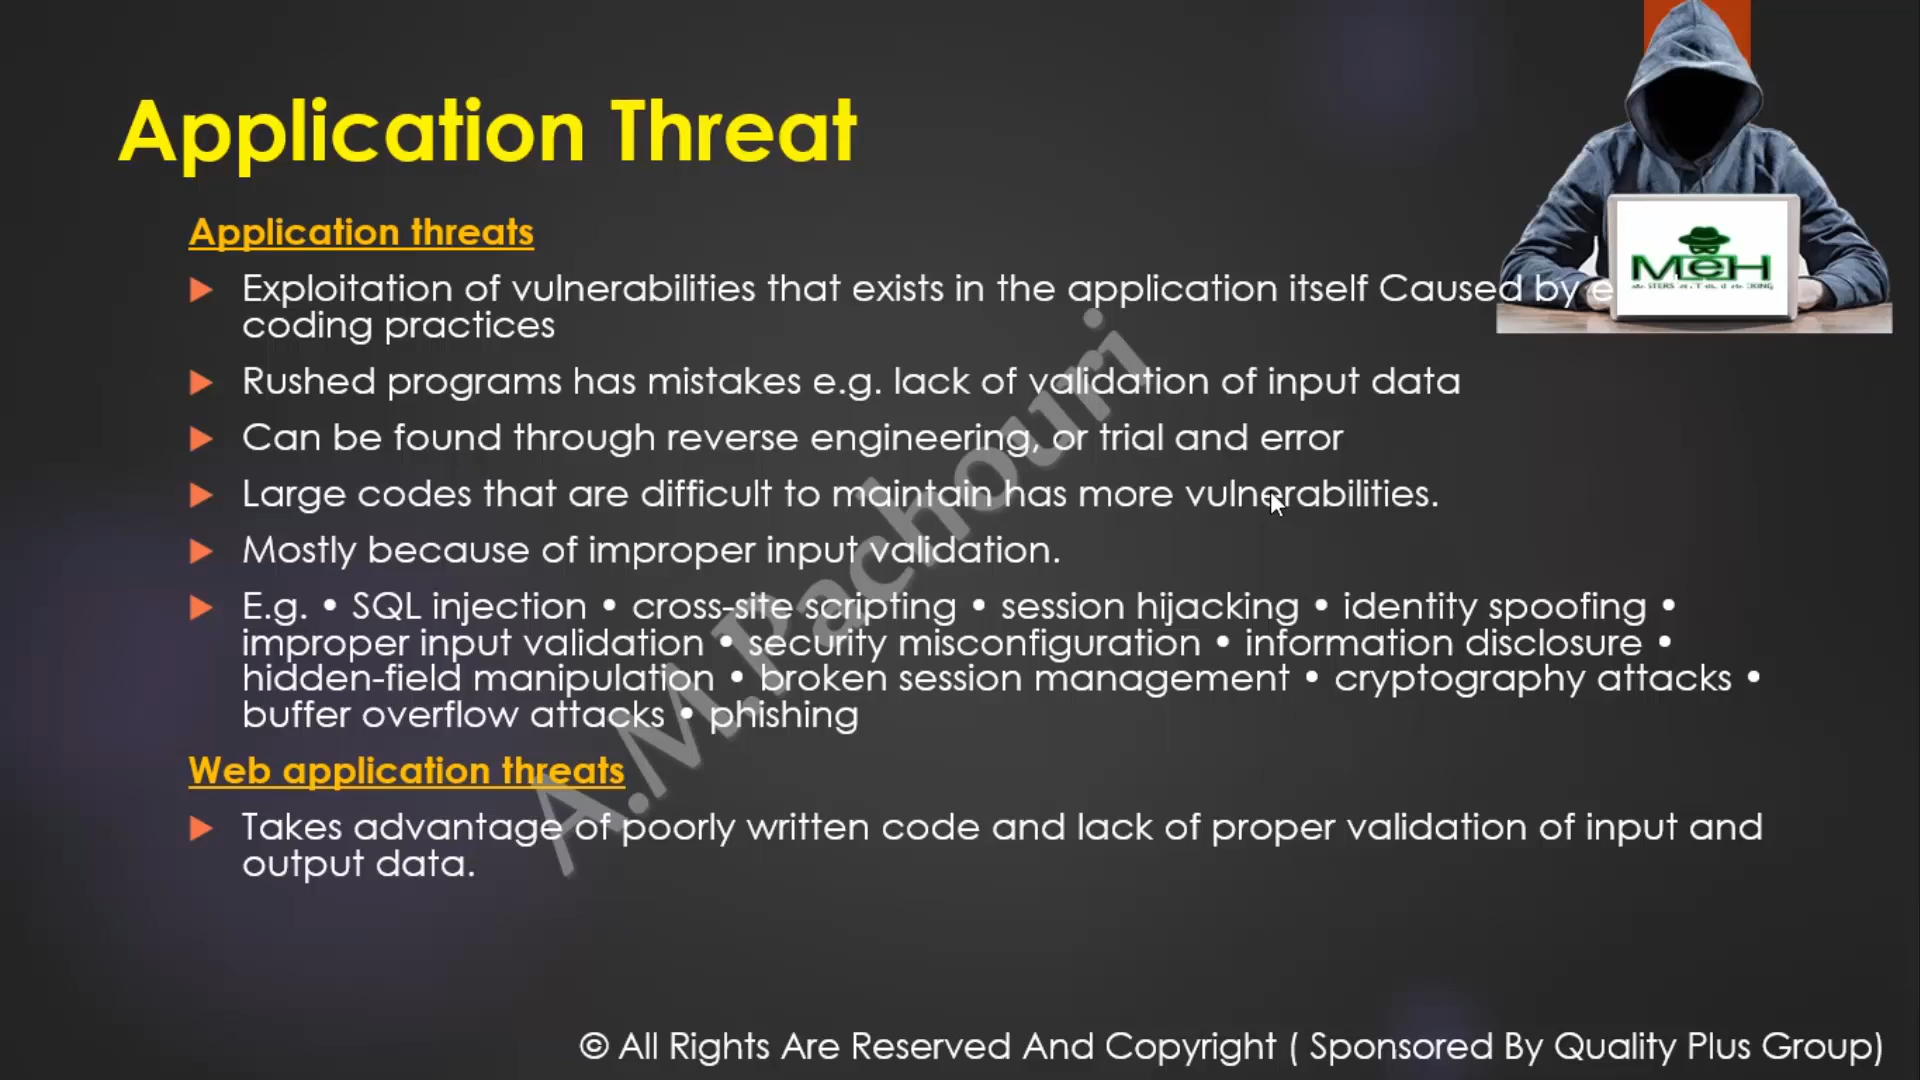 Application Threat
Application threats
Exploitation of vulnerabilities that exists in the application itself Caused by
coding practices
Rushed programs has mistakes e.g. lack of validation of input data
Can be found through reverse engineering, or trial and error
Large codes that are difficult to maintain has more vulnerabilities.
Mostly because of improper input validation.
E.g. • SQL injection • cross-site scripting • session hijacking • identity spoofing •
improper input validation • security misconfiguration • information disclosure •
hidden-field manipulation • broken session management • cryptography attacks •
buffer overflow attacks • phishing
Web application threats
Takes advantage of poorly written code and lack of proper validation of input and
output data.
A.M.Pachouri
MeH
© All Rights Are Reserved And Copyright ( Sponsored By Quality Plus Group)